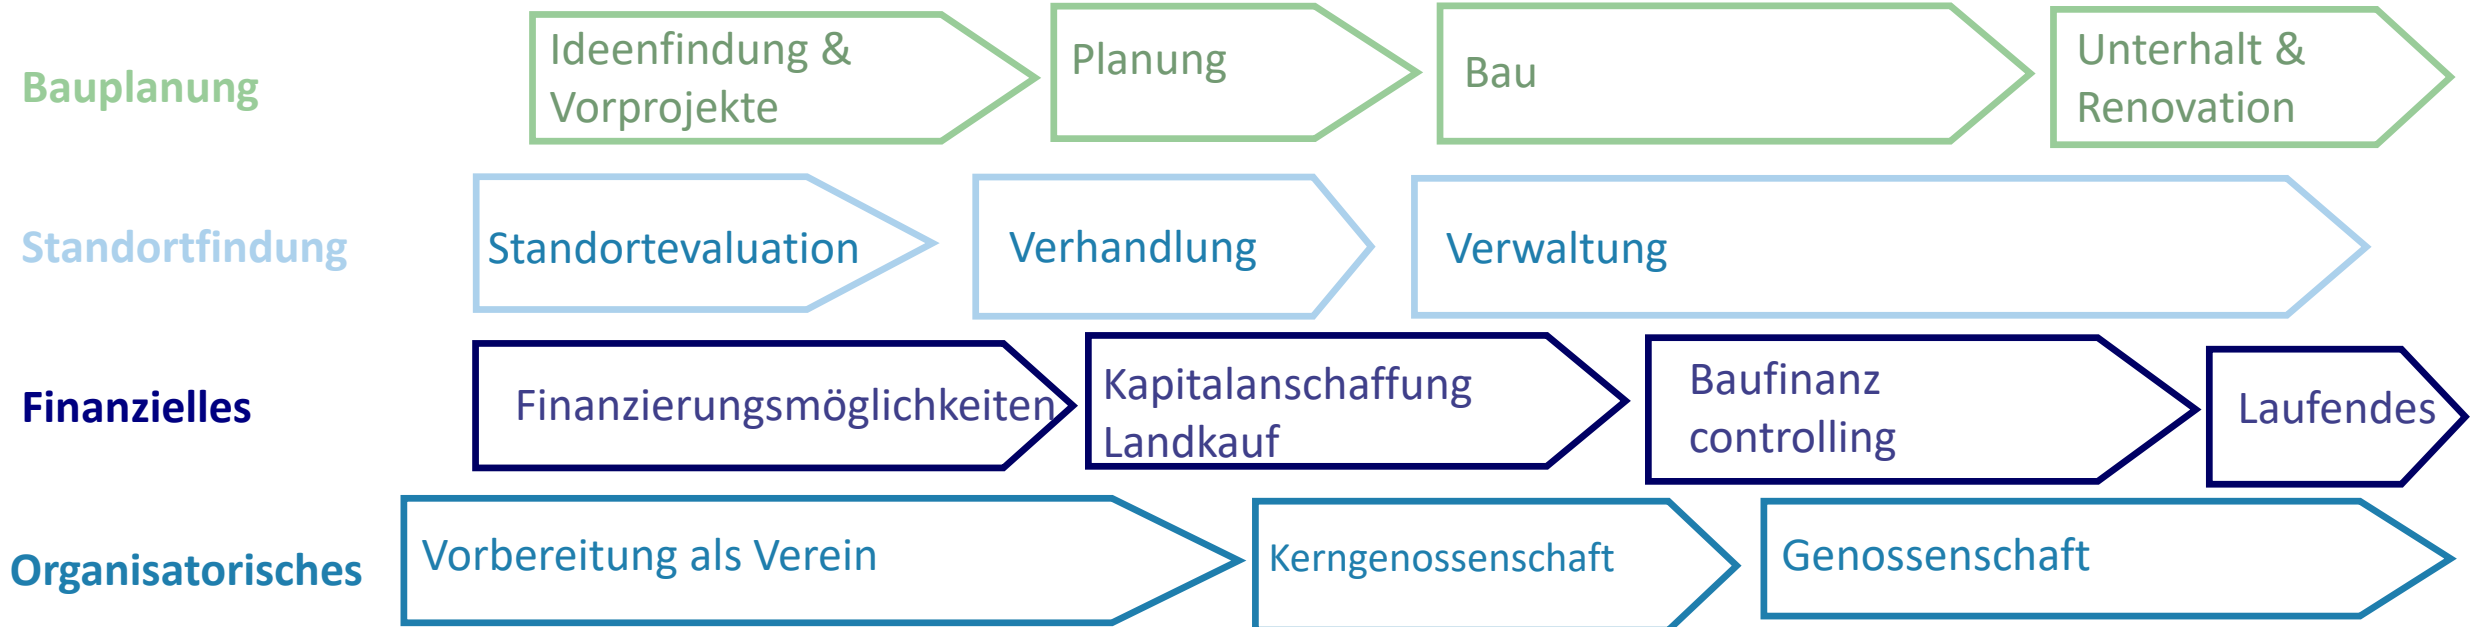 Bauplanung
Ideenfindung &
Vorprojekte
Planung
Bau
Unterhalt &
Renovation
Standortfindung
Standortevaluation
Verhandlung
Verwaltung
Finanzielles
Finanzierungsmöglichkeiten
Kapitalanschaffung
Landkauf
Baufinanz
controlling
Laufendes
Organisatorisches
Vorbereitung als Verein
Kerngenossenschaft
Genossenschaft